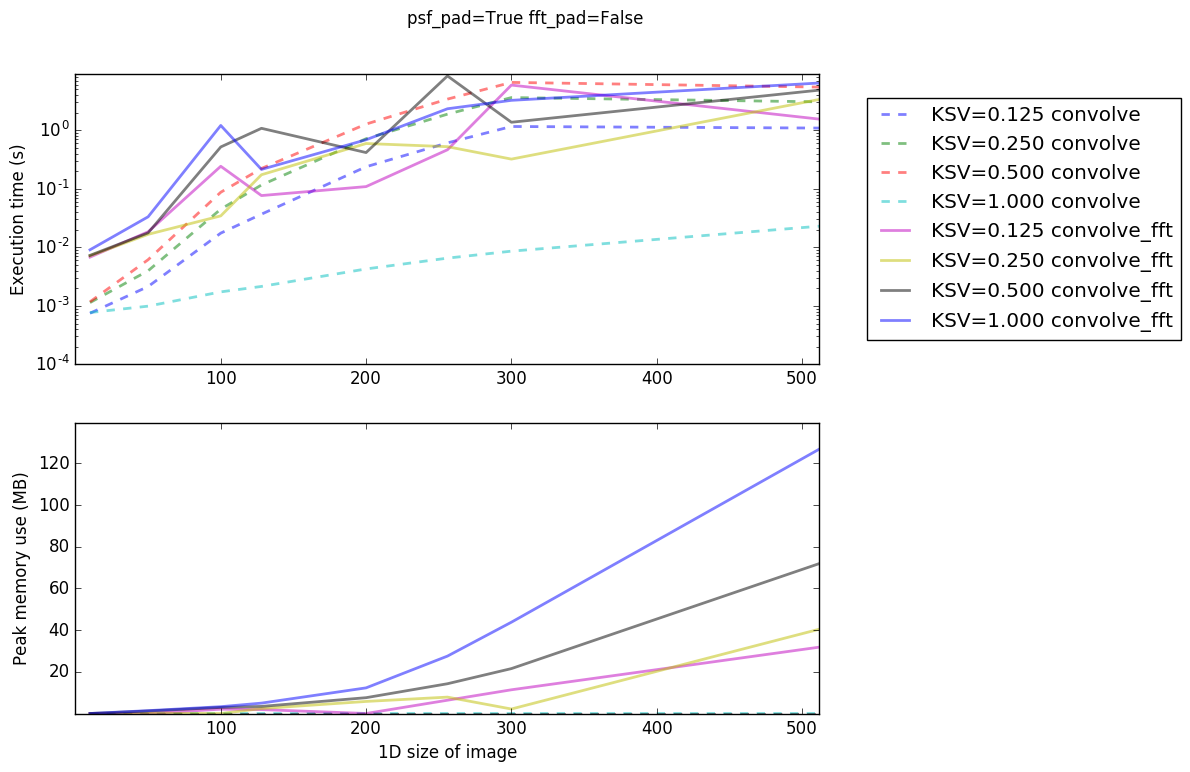 psf_pad=True fft_pad=False
Execution time (s)
10^0
10^-1
10^-2
10^-3
10^-4
100 200 300 400 500
KSV=0.125 convolve
KSV=0.250 convolve
KSV=0.500 convolve
KSV=1.000 convolve
KSV=0.125 convolve_fft
KSV=0.250 convolve_fft
KSV=0.500 convolve_fft
KSV=1.000 convolve_fft
Peak memory use (MB)
120
100
80
60
40
20
100 200 300 400 500
1D size of image